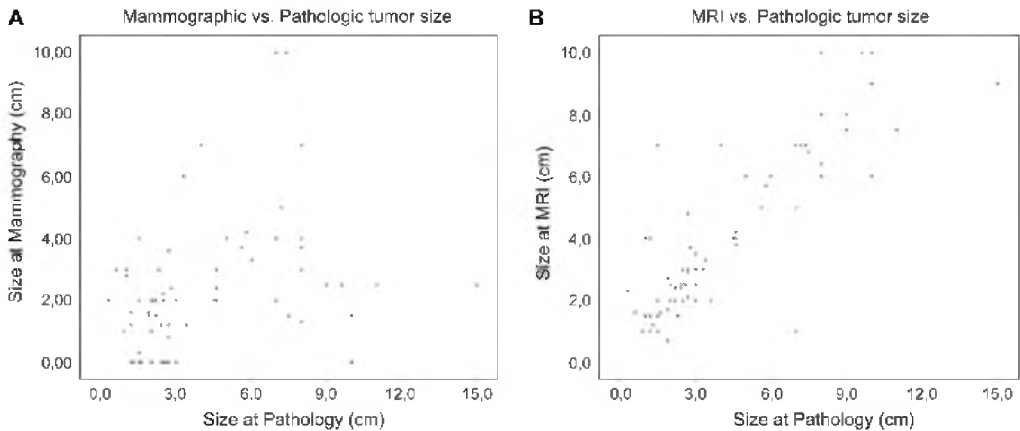 A
Mammographic vs. Pathologic tumor size
Size at Mammography (cm)
10,00
8,00
6,00
4,00
2,00
0,00
0,0 3,0 6,0 9,0 12,0 15,0
Size at Pathology (cm)
B
MRI vs. Pathologic tumor size
Size at MRI (cm)
10,0
8,0
6,0
4,0
2,0
0,0
0,0 3,0 6,0 9,0 12,0 15,0
Size at Pathology (cm)